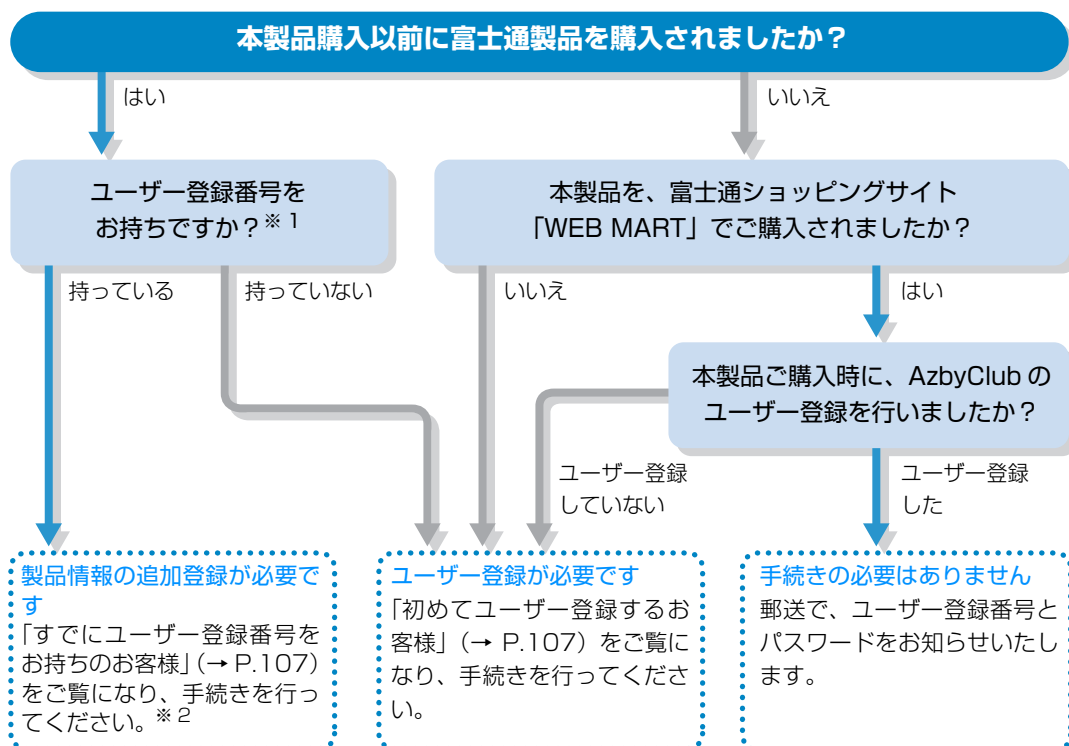 本製品購入以前に富士通製品を購入されましたか？
はい
いいえ
ユーザー登録番号を
お持ちですか？※1
本製品を、富士通ショッピングサイト
「WEB MART」でご購入されましたか？
持っている
持っていない
いいえ
はい
本製品ご購入時に、AzbyClub の
ユーザー登録を行いましたか？
ユーザー登録
していない
ユーザー登録
した
製品情報の追加登録が必要で
す
「すでにユーザー登録番号を
お持ちのお客様」（→ P.107）
をご覧になり、手続きを行っ
てください。※2
ユーザー登録が必要です
「初めてユーザー登録するお
客様」（→ P.107）をご覧に
なり、手続きを行ってくださ
い。
手続きの必要はありません
郵送で、ユーザー登録番号と
パスワードをお知らせいたし
ます。